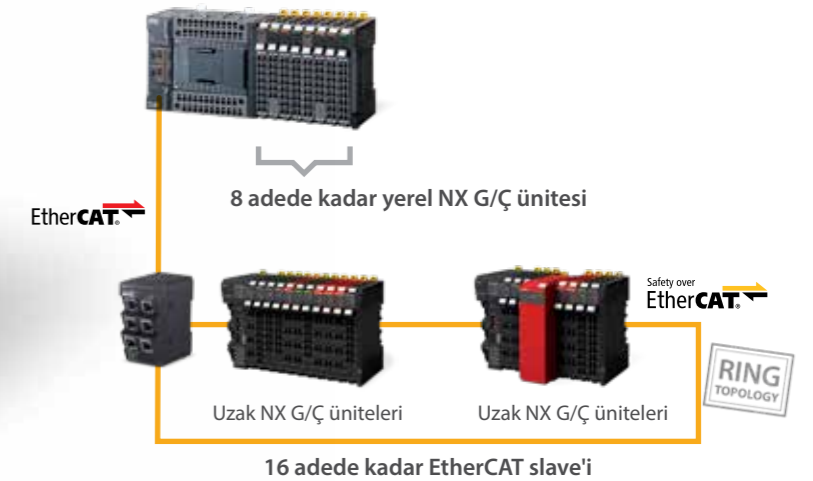 8 adede kadar yerel NX G/Ç ünitesi
EtherCAT®
Safety over
EtherCAT®
RING
TOPOLOGY
Uzak NX G/Ç üniteleri
Uzak NX G/Ç üniteleri
16 adede kadar EtherCAT slave'i